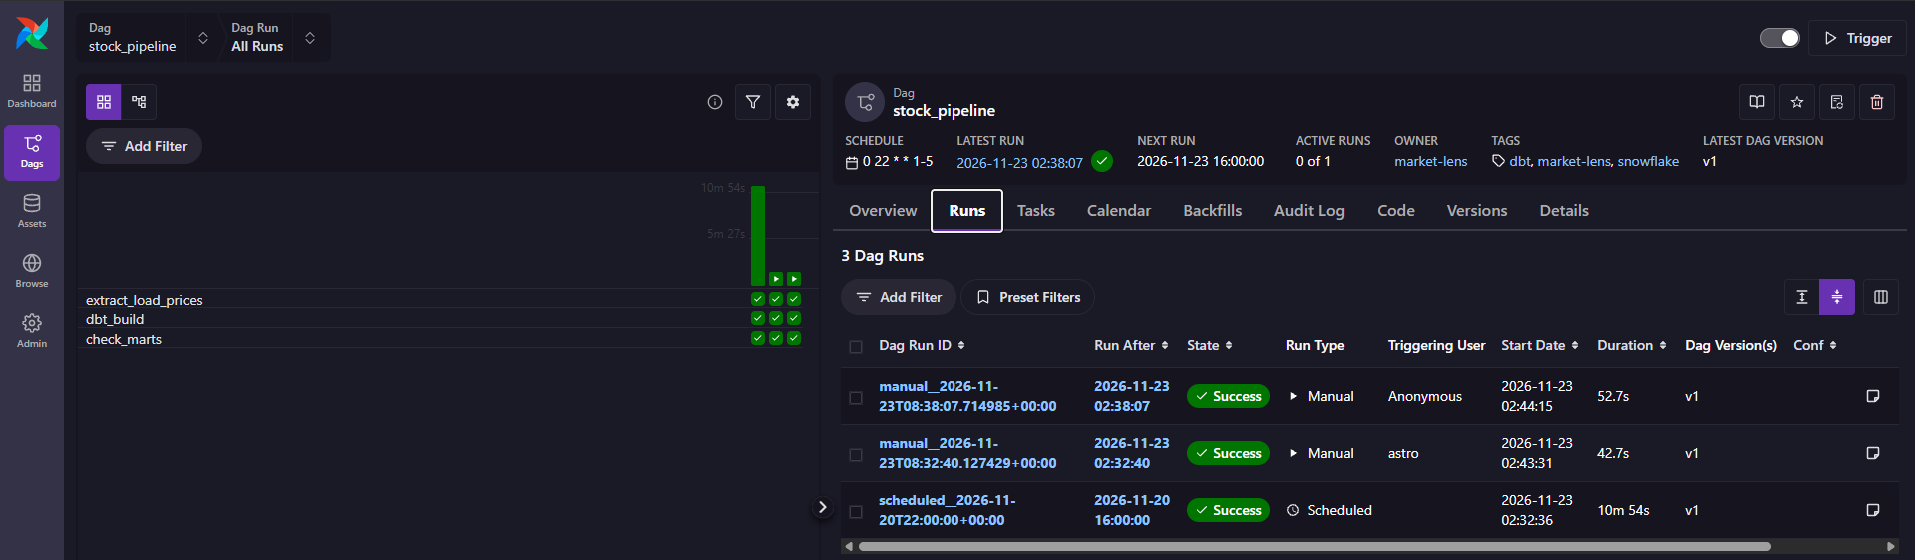 Dag
stock_pipeline
Dag Run
All Runs
Trigger
Dashboard
Dags
Assets
Browse
Admin
Add Filter
10m 54s
5m 27s
extract_load_prices
dbt_build
check_marts
Dag
stock_pipeline
SCHEDULE
0 22 * * 1-5
LATEST RUN
2026-11-23 02:38:07
NEXT RUN
2026-11-23 16:00:00
ACTIVE RUNS
0 of 1
OWNER
market-lens
TAGS
dbt, market-lens, snowflake
LATEST DAG VERSION
v1
Overview Runs Tasks Calendar Backfills Audit Log Code Versions Details
3 Dag Runs
Add Filter Preset Filters
Dag Run ID Run After State Run Type Triggering User Start Date Duration Dag Version(s) Conf
manual__2026-11-
23T08:38:07.714985+00:00
2026-11-23
02:38:07
Success
Manual
Anonymous
2026-11-23
02:44:15
52.7s
v1
manual__2026-11-
23T08:32:40.127429+00:00
2026-11-23
02:32:40
Success
Manual
astro
2026-11-23
02:43:31
42.7s
v1
scheduled__2026-11-
20T22:00:00+00:00
2026-11-20
16:00:00
Success
Scheduled
2026-11-23
02:32:36
10m 54s
v1